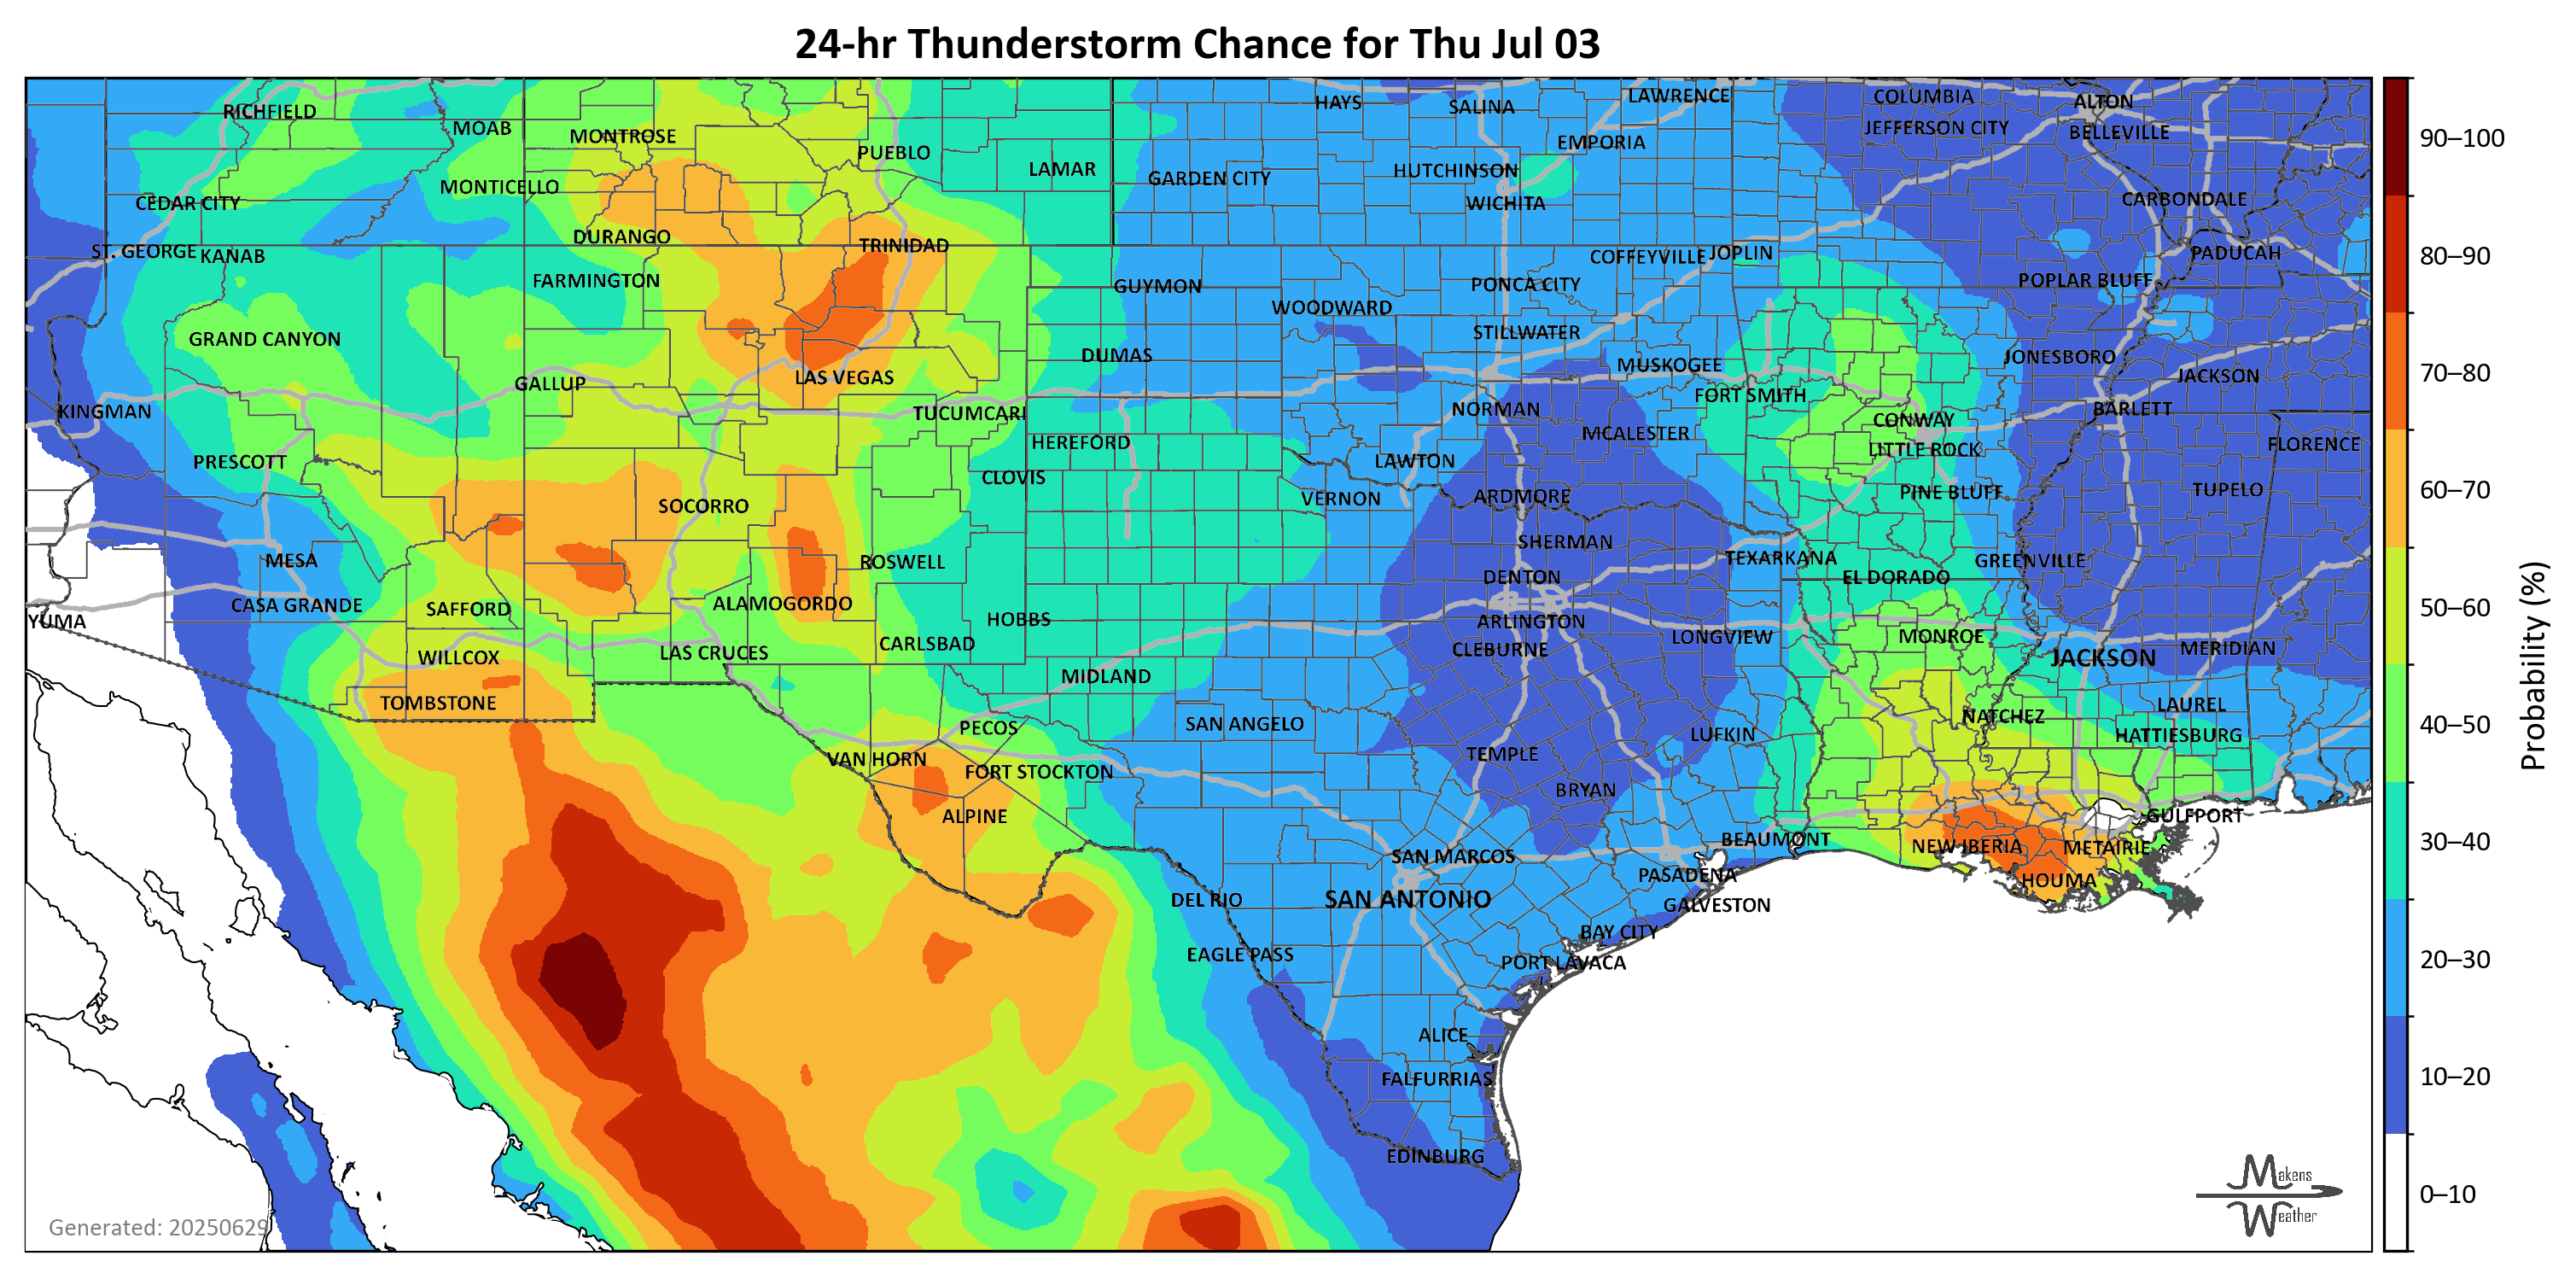 24-hr Thunderstorm Chance for Thu Jul 03
RICHFIELD
MOAB
MONTROSE
PUEBLO
LAMAR
HAYS
SALINA
LAWRENCE
COLUMBIA
ALTON
JEFFERSON CITY
BELLEVILLE
EMPORIA
90–100
MONTICELLO
GARDEN CITY
HUTCHINSON
CEDAR CITY
WICHITA
CARBONDALE
DURANGO
TRINIDAD
ST. GEORGE
KANAB
COFFEYVILLE
JOPLIN
PADUCAH
80–90
FARMINGTON
GUYMON
PONCA CITY
POPLAR BLUFF
WOODWARD
GRAND CANYON
STILLWATER
DUMAS
MUSKOGEE
JONESBORO
GALLUP
LAS VEGAS
FORT SMITH
JACKSON
70–80
KINGMAN
TUCUMCARI
NORMAN
CONWAY
BARLETT
HEREFORD
MCALESTER
LITTLE ROCK
FLORENCE
PRESCOTT
CLOVIS
LAWTON
SOCORRO
VERNON
ARDMORE
PINE BLUFF
TUPELO
60–70
MESA
ROSWELL
SHERMAN
TEXARKANA
GREENVILLE
CASA GRANDE
SAFFORD
ALAMOGORDO
DENTON
EL DORADO
YUMA
HOBBS
ARLINGTON
50–60
WILLCOX
LAS CRUCES
CARLSBAD
CLEBURNE
LONGVIEW
MONROE
JACKSON
MERIDIAN
Probability (%)
TOMBSTONE
MIDLAND
PECOS
SAN ANGELO
NATCHEZ
LAUREL
40–50
VAN HORN
FORT STOCKTON
TEMPLE
LUFKIN
HATTIESBURG
ALPINE
BRYAN
GULFPORT
BEAUMONT
NEW IBERIA
METAIRIE
30–40
SAN MARCOS
PASADENA
HOUMA
DEL RIO
SAN ANTONIO
GALVESTON
EAGLE PASS
BAY CITY
PORT LAVACA
20–30
ALICE
FALFURRIAS
10–20
EDINBURG
Makens
Weather
0–10
Generated: 20250629